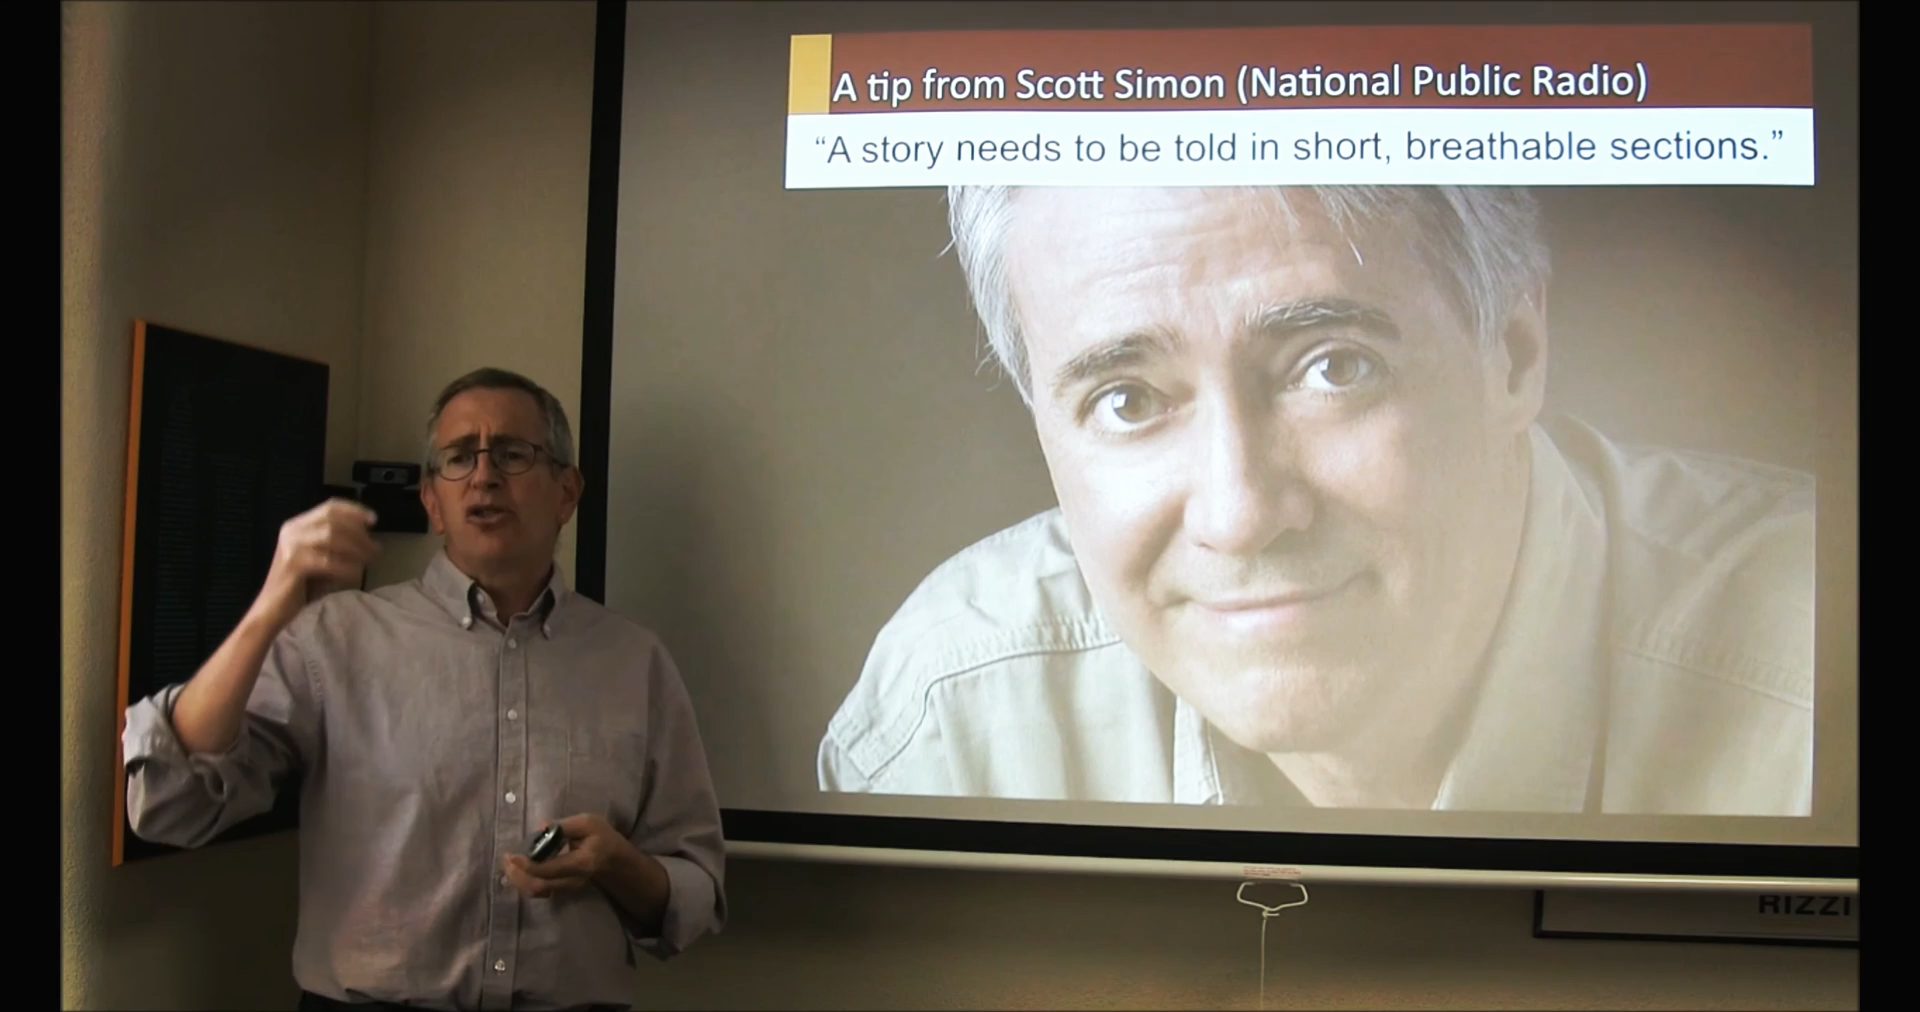 A tip from Scott Simon (National Public Radio)
“A story needs to be told in short, breathable sections.”
RIZZI